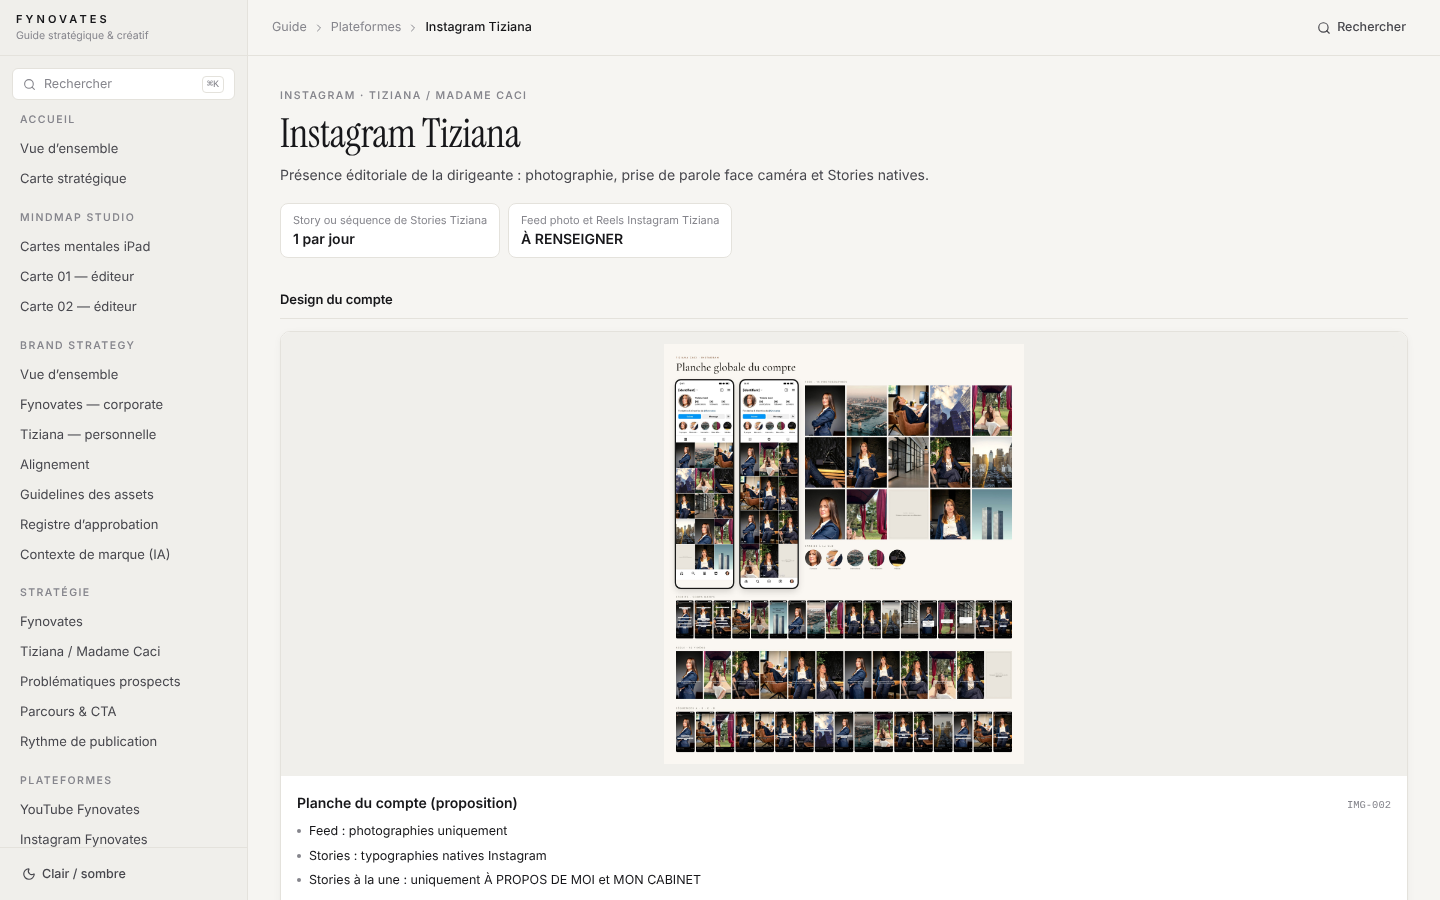 FYNOVATES
Guide stratégique & créatif
Rechercher
⌘K
ACCUEIL
Vue d’ensemble
Carte stratégique
MINDMAP STUDIO
Cartes mentales iPad
Carte 01 — éditeur
Carte 02 — éditeur
BRAND STRATEGY
Vue d’ensemble
Fynovates — corporate
Tiziana — personnelle
Alignement
Guidelines des assets
Registre d’approbation
Contexte de marque (IA)
STRATÉGIE
Fynovates
Tiziana / Madame Caci
Problématiques prospects
Parcours & CTA
Rythme de publication
PLATEFORMES
YouTube Fynovates
Instagram Fynovates
Clair / sombre
Guide > Plateformes > Instagram Tiziana
Rechercher
INSTAGRAM · TIZIANA / MADAME CACI
Instagram Tiziana
Présence éditoriale de la dirigeante : photographie, prise de parole face caméra et Stories natives.
Story ou séquence de Stories Tiziana
1 par jour
Feed photo et Reels Instagram Tiziana
À RENSEIGNER
Design du compte
Planche globale du compte
Planche du compte (proposition)
IMG-002
Feed : photographies uniquement
Stories : typographies natives Instagram
Stories à la une : uniquement À PROPOS DE MOI et MON CABINET